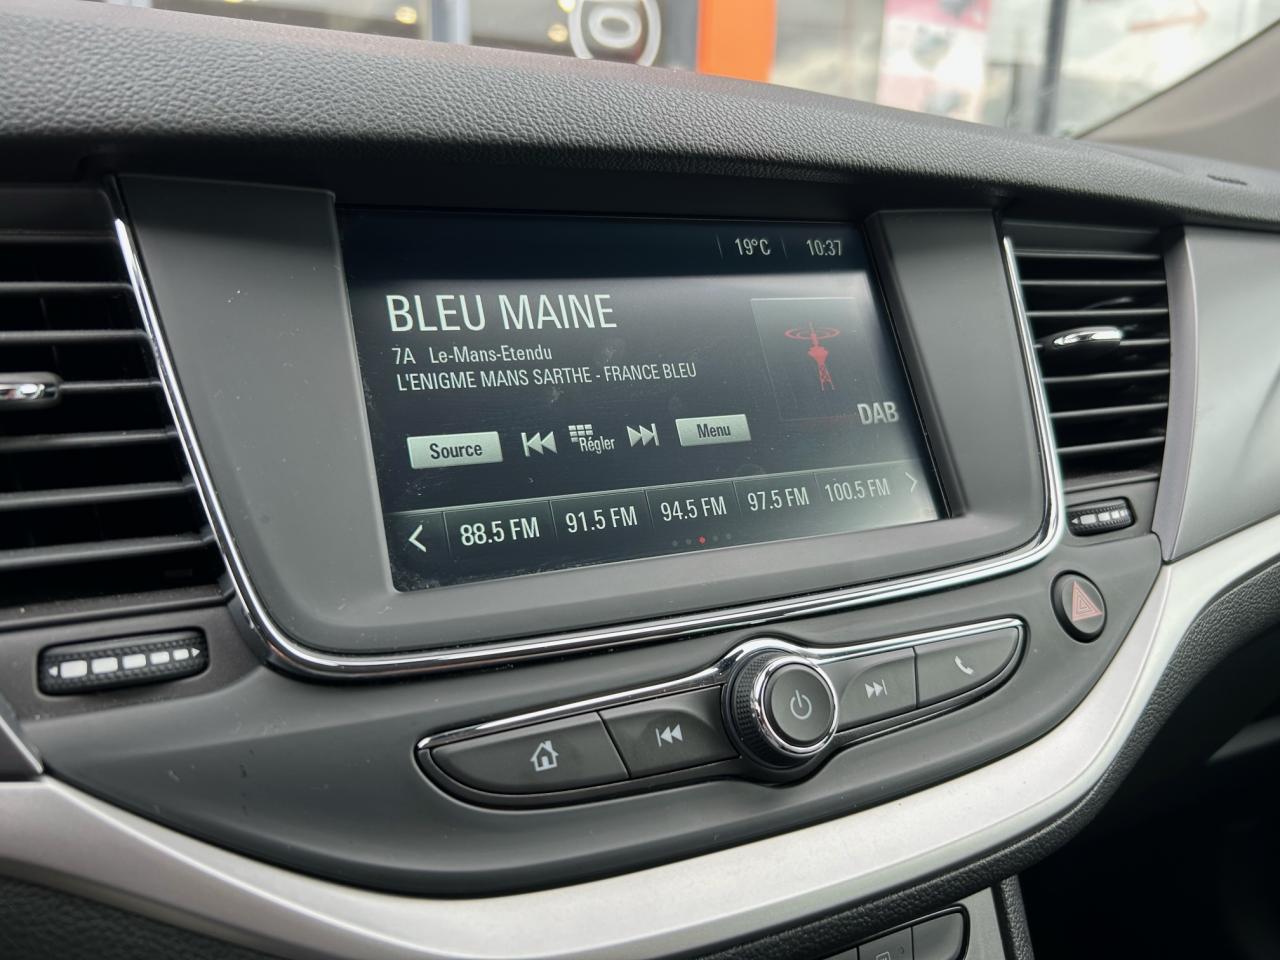 19°C 10:37
BLEU MAINE
7A Le-Mans-Etendu
L'ENIGME MANS SARTHE - FRANCE BLEU
DAB
Source Régler Menu
88.5 FM 91.5 FM 94.5 FM 97.5 FM 100.5 FM